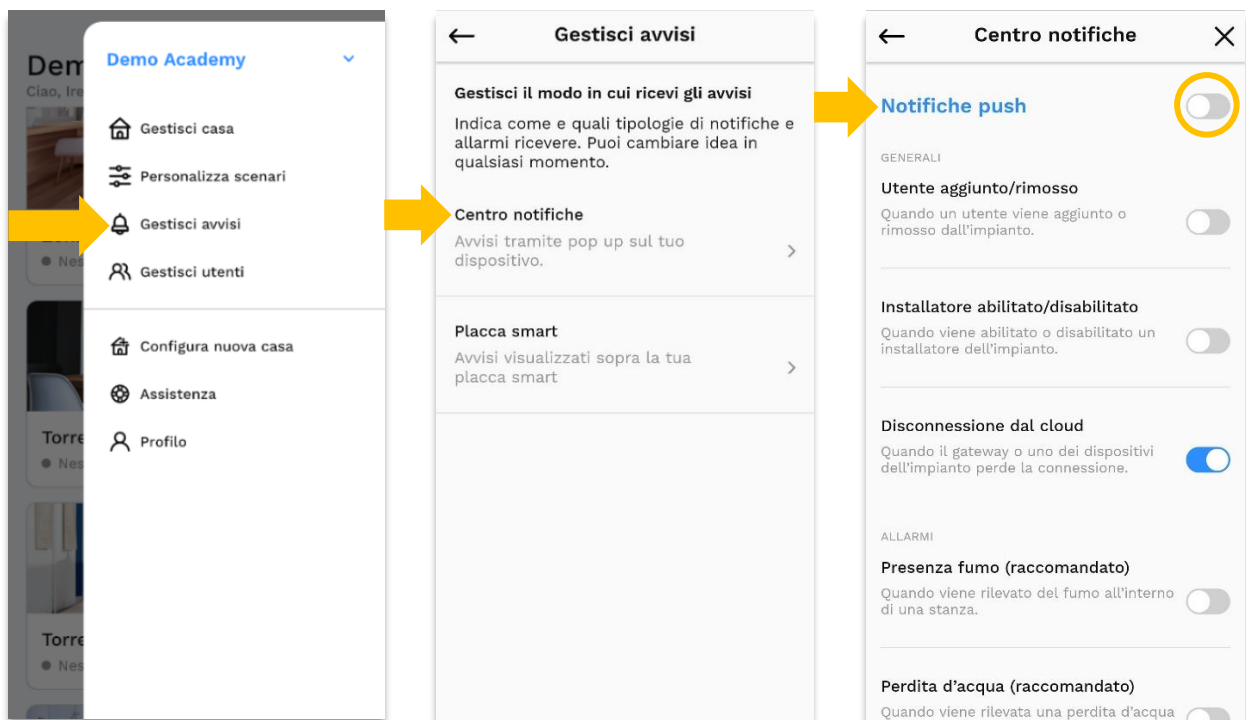 Dem
Ciao, Ire
Nes
Torre
Nes
Torre
Nes
Demo Academy
Gestisci casa
Personalizza scenari
Gestisci avvisi
Gestisci utenti
Configura nuova casa
Assistenza
Profilo
Gestisci avvisi
Gestisci il modo in cui ricevi gli avvisi
Indica come e quali tipologie di notifiche e
allarmi ricevere. Puoi cambiare idea in
qualsiasi momento.
Centro notifiche
Avvisi tramite pop up sul tuo
dispositivo.
Placca smart
Avvisi visualizzati sopra la tua
placca smart
Centro notifiche
Notifiche push
GENERALI
Utente aggiunto/rimosso
Quando un utente viene aggiunto o
rimosso dall'impianto.
Installatore abilitato/disabilitato
Quando viene abilitato o disabilitato un
installatore dell'impianto.
Disconnessione dal cloud
Quando il gateway o uno dei dispositivi
dell'impianto perde la connessione.
ALLARMI
Presenza fumo (raccomandato)
Quando viene rilevato del fumo all'interno
di una stanza.
Perdita d'acqua (raccomandato)
Quando viene rilevata una perdita d'acqua